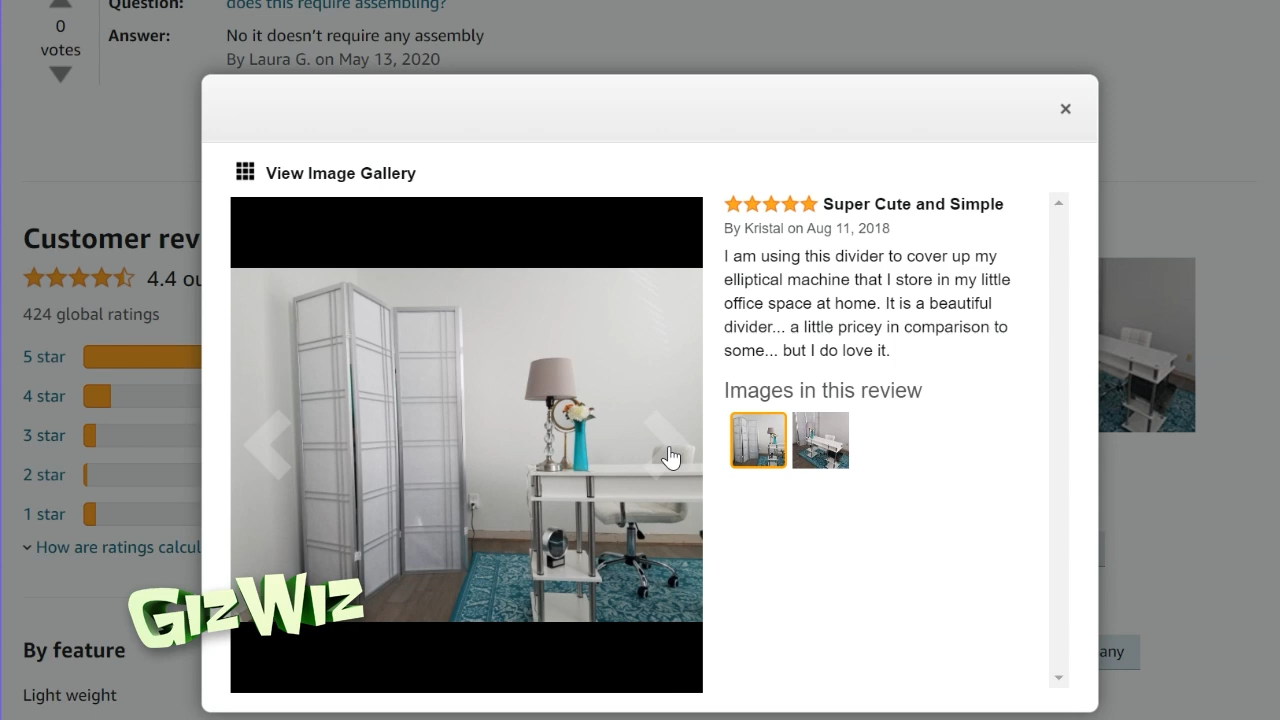 Question: does this require assembling?
0
votes
Answer: No it doesn’t require any assembly
By Laura G. on May 13, 2020
×
View Image Gallery
Super Cute and Simple
By Kristal on Aug 11, 2018
I am using this divider to cover up my
elliptical machine that I store in my little
office space at home. It is a beautiful
divider... a little pricey in comparison to
some... but I do love it.
Images in this review
Customer rev
4.4 ou
424 global ratings
5 star
4 star
3 star
2 star
1 star
How are ratings calcul
GizWiz
By feature
any
Light weight